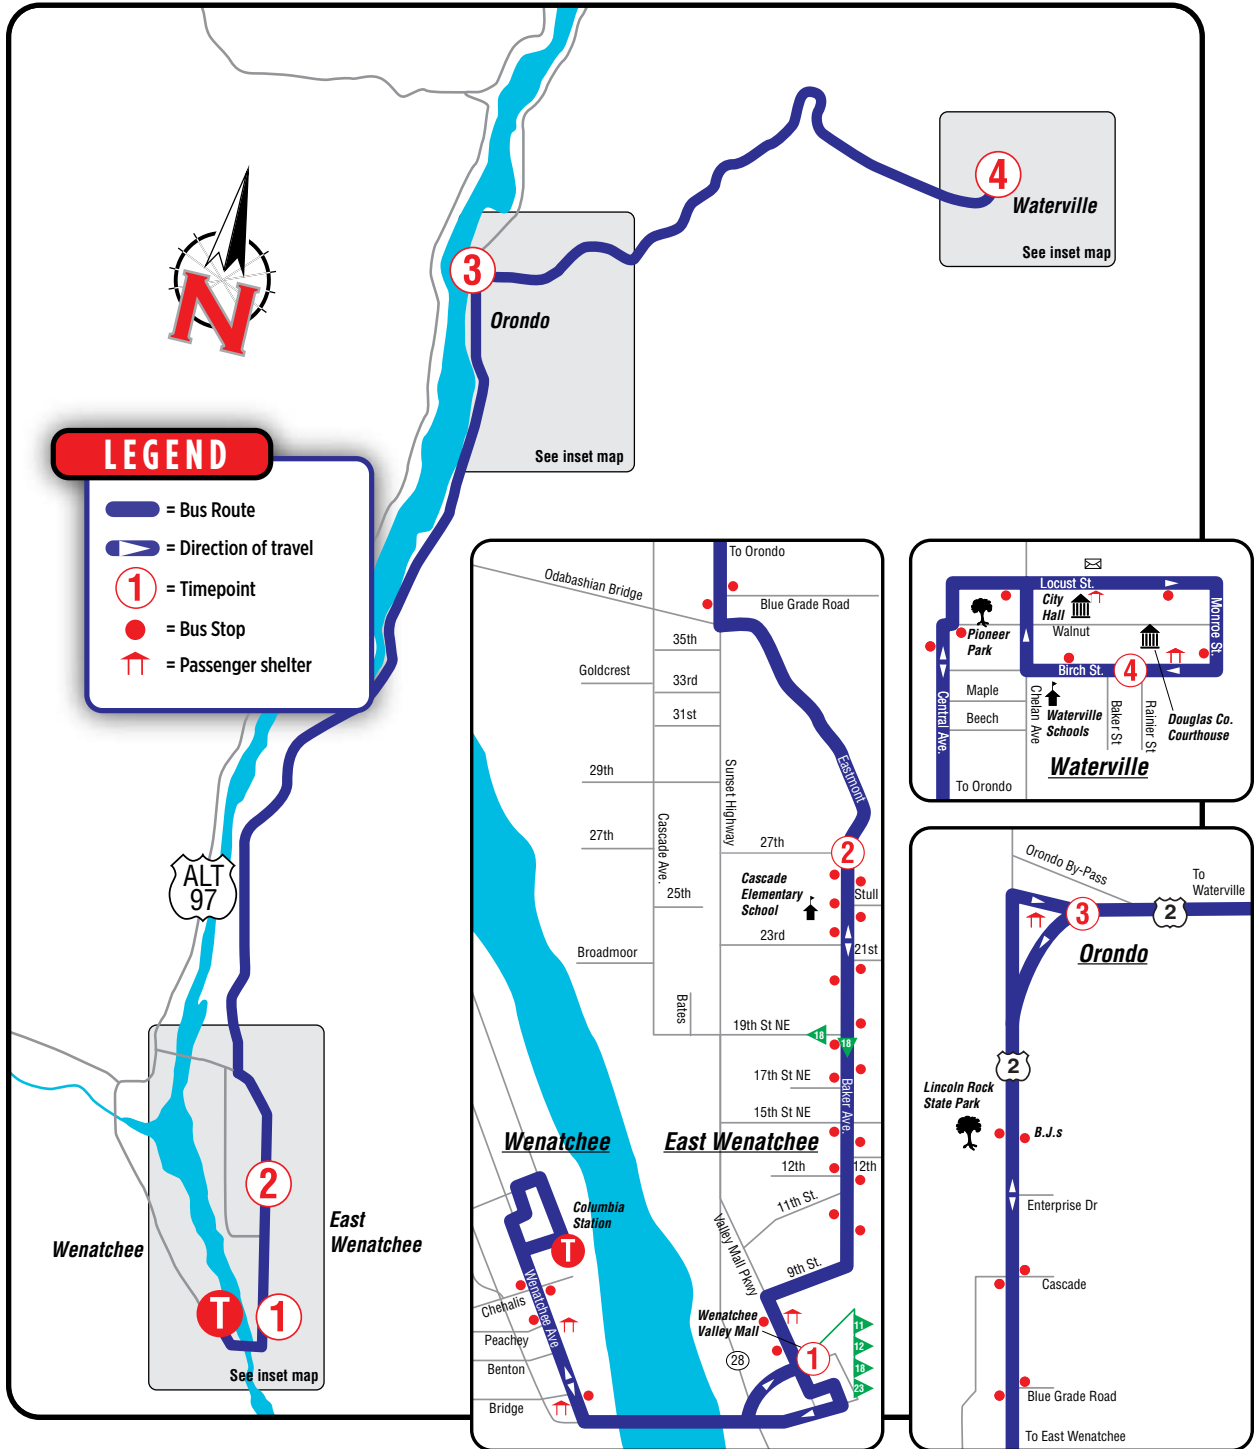 4
Waterville
See inset map
3
Orondo
See inset map
N
LEGEND
= Bus Route
= Direction of travel
1
= Timepoint
= Bus Stop
= Passenger shelter
ALT
97
2
East
Wenatchee
Wenatchee
T
1
See inset map
To Orondo
Odabashian Bridge
Blue Grade Road
35th
Goldcrest
33rd
31st
29th
Sunset Highway
Eastmont
27th
Cascade Ave.
27th
2
25th
Cascade
Elementary
School
Stull
23rd
21st
Broadmoor
Bates
19th St NE
18
18
17th St NE
Baker Ave.
15th St NE
Wenatchee
East Wenatchee
12th
12th
11th St.
Columbia
Station
T
Valley Mall Pkwy
9th St.
Wenatchee Ave
Chehalis
Peachey
Benton
Bridge
Wenatchee
Valley Mall
28
1
11
12
18
23
Locust St.
City
Hall
Monroe St.
Pioneer
Park
Walnut
Birch St.
4
Central Ave.
Maple
Beech
Chelan Ave
Waterville
Schools
Baker St
Rainier St
Douglas Co.
Courthouse
Waterville
To Orondo
Orondo By-Pass
To
Waterville
3
2
Orondo
2
Lincoln Rock
State Park
B.J.s
Enterprise Dr
Cascade
Blue Grade Road
To East Wenatchee